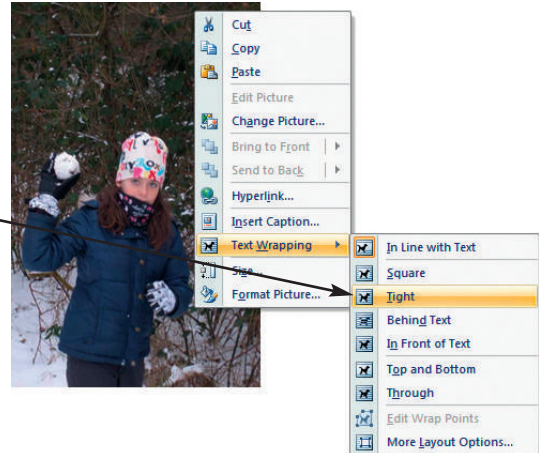 Cut
Copy
Paste
Edit Picture
Change Picture...
Bring to Front
Send to Back
Hyperlink...
Insert Caption...
Text Wrapping
Size...
Format Picture...
In Line with Text
Square
Tight
Behind Text
In Front of Text
Top and Bottom
Through
Edit Wrap Points
More Layout Options...